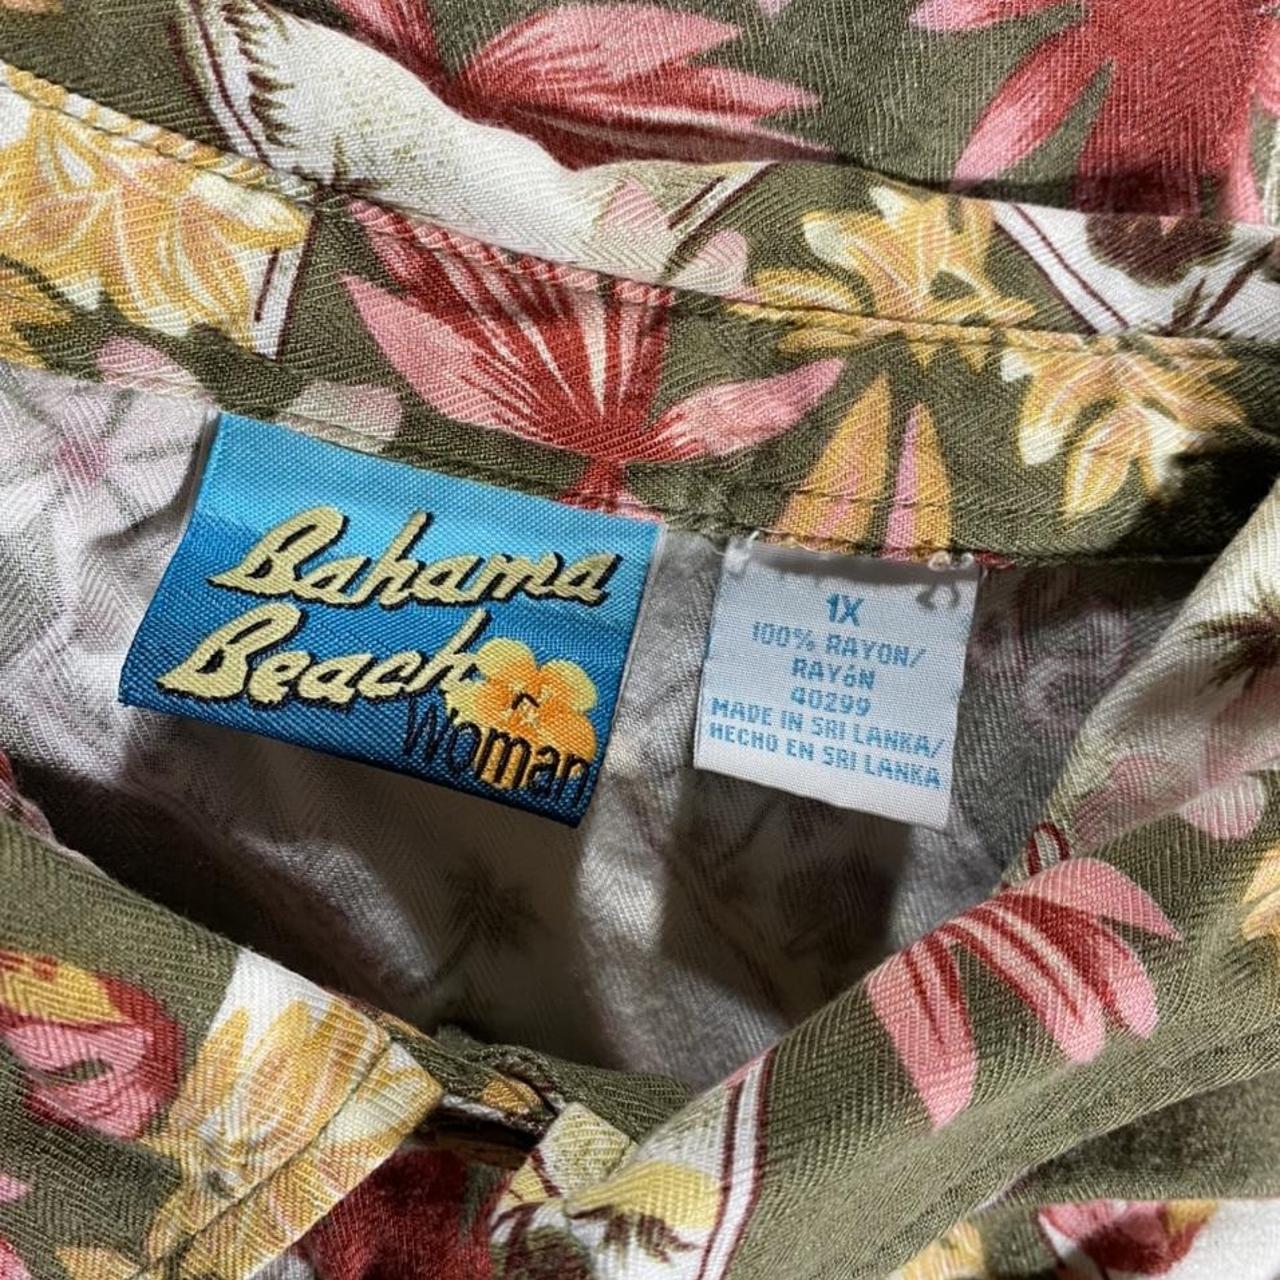 Bahama
Beach
Woman
1X
100% RAYON/
RAYÓN
40299
MADE IN SRI LANKA/
HECHO EN SRI LANKA